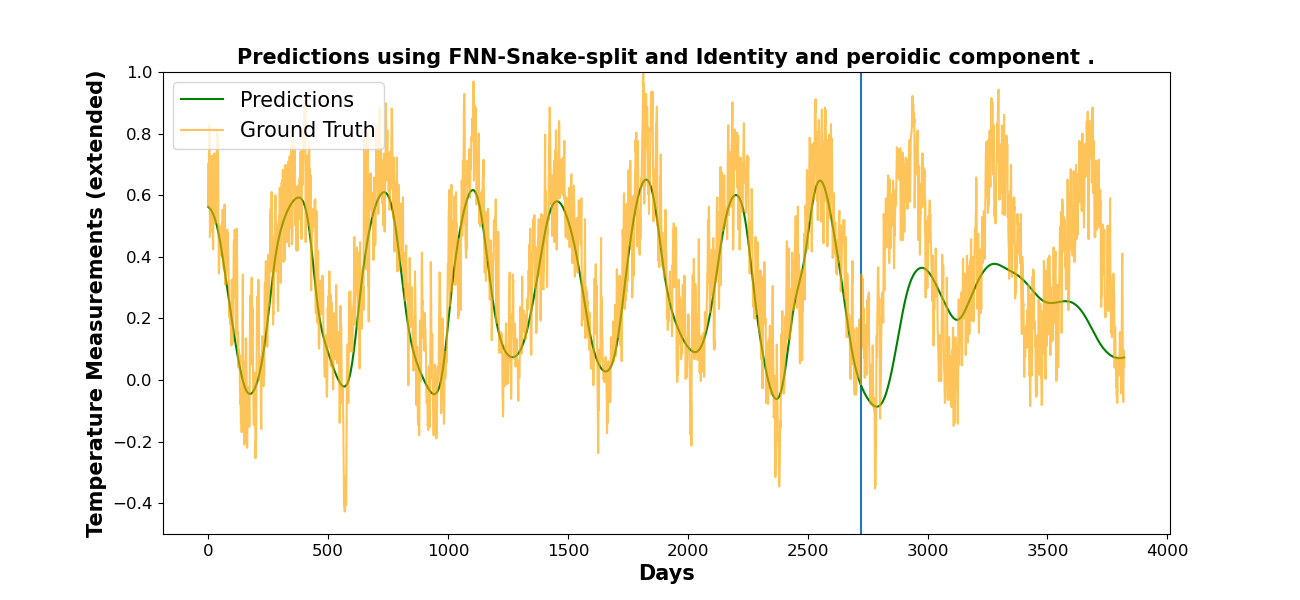 Predictions using FNN-Snake-split and Identity and peroidic component .
Temperature Measurements (extended)
1.0
0.8
0.6
0.4
0.2
0.0
−0.2
−0.4
Predictions
Ground Truth
0 500 1000 1500 2000 2500 3000 3500 4000
Days